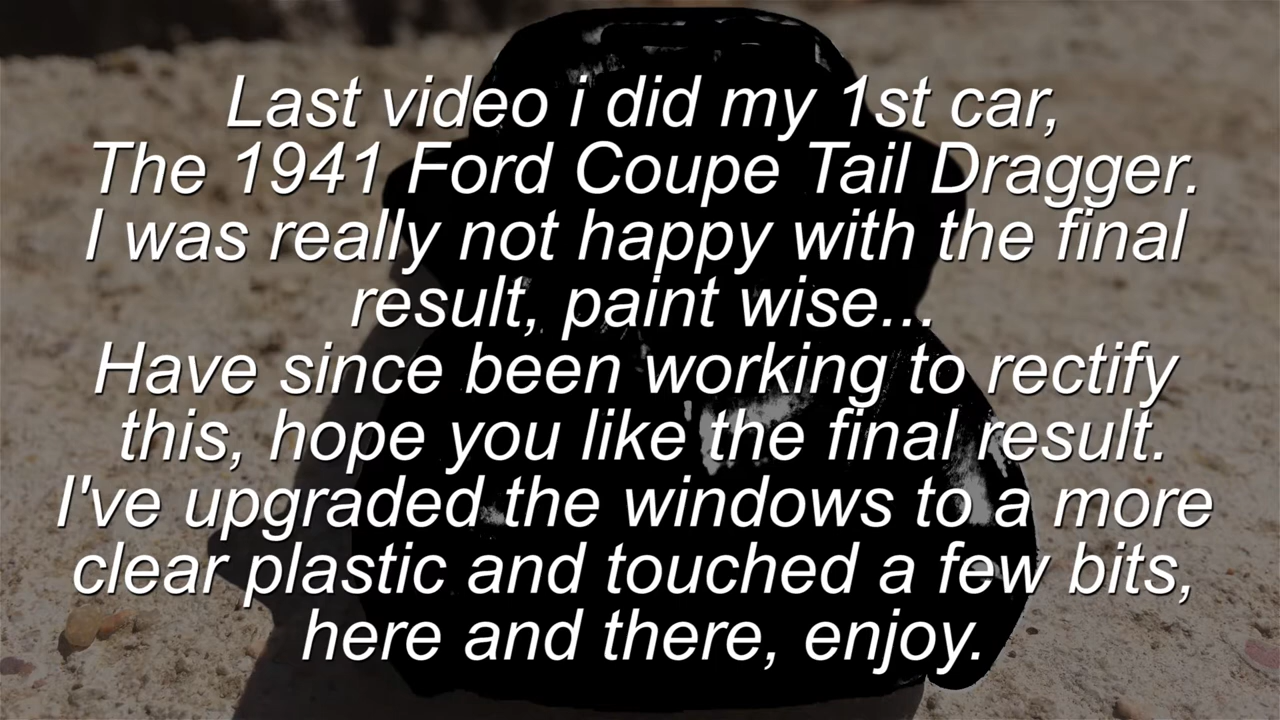 Last video i did my 1st car,
The 1941 Ford Coupe Tail Dragger.
I was really not happy with the final
result, paint wise...
Have since been working to rectify
this, hope you like the final result.
I've upgraded the windows to a more
clear plastic and touched a few bits,
here and there, enjoy.